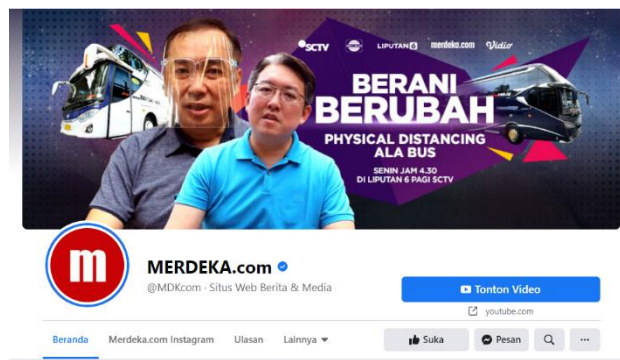 SCTV
LIPUTAN6
merdeka.com
Vidio
BERANI
BERUBAH
PHYSICAL DISTANCING
ALA BUS
SENIN JAM 4.30
DI LIPUTAN 6 PAGI SCTV
m
MERDEKA.com
@MDKcom · Situs Web Berita & Media
Tonton Video
youtube.com
Beranda Merdeka.com Instagram Ulasan Lainnya
Suka Pesan